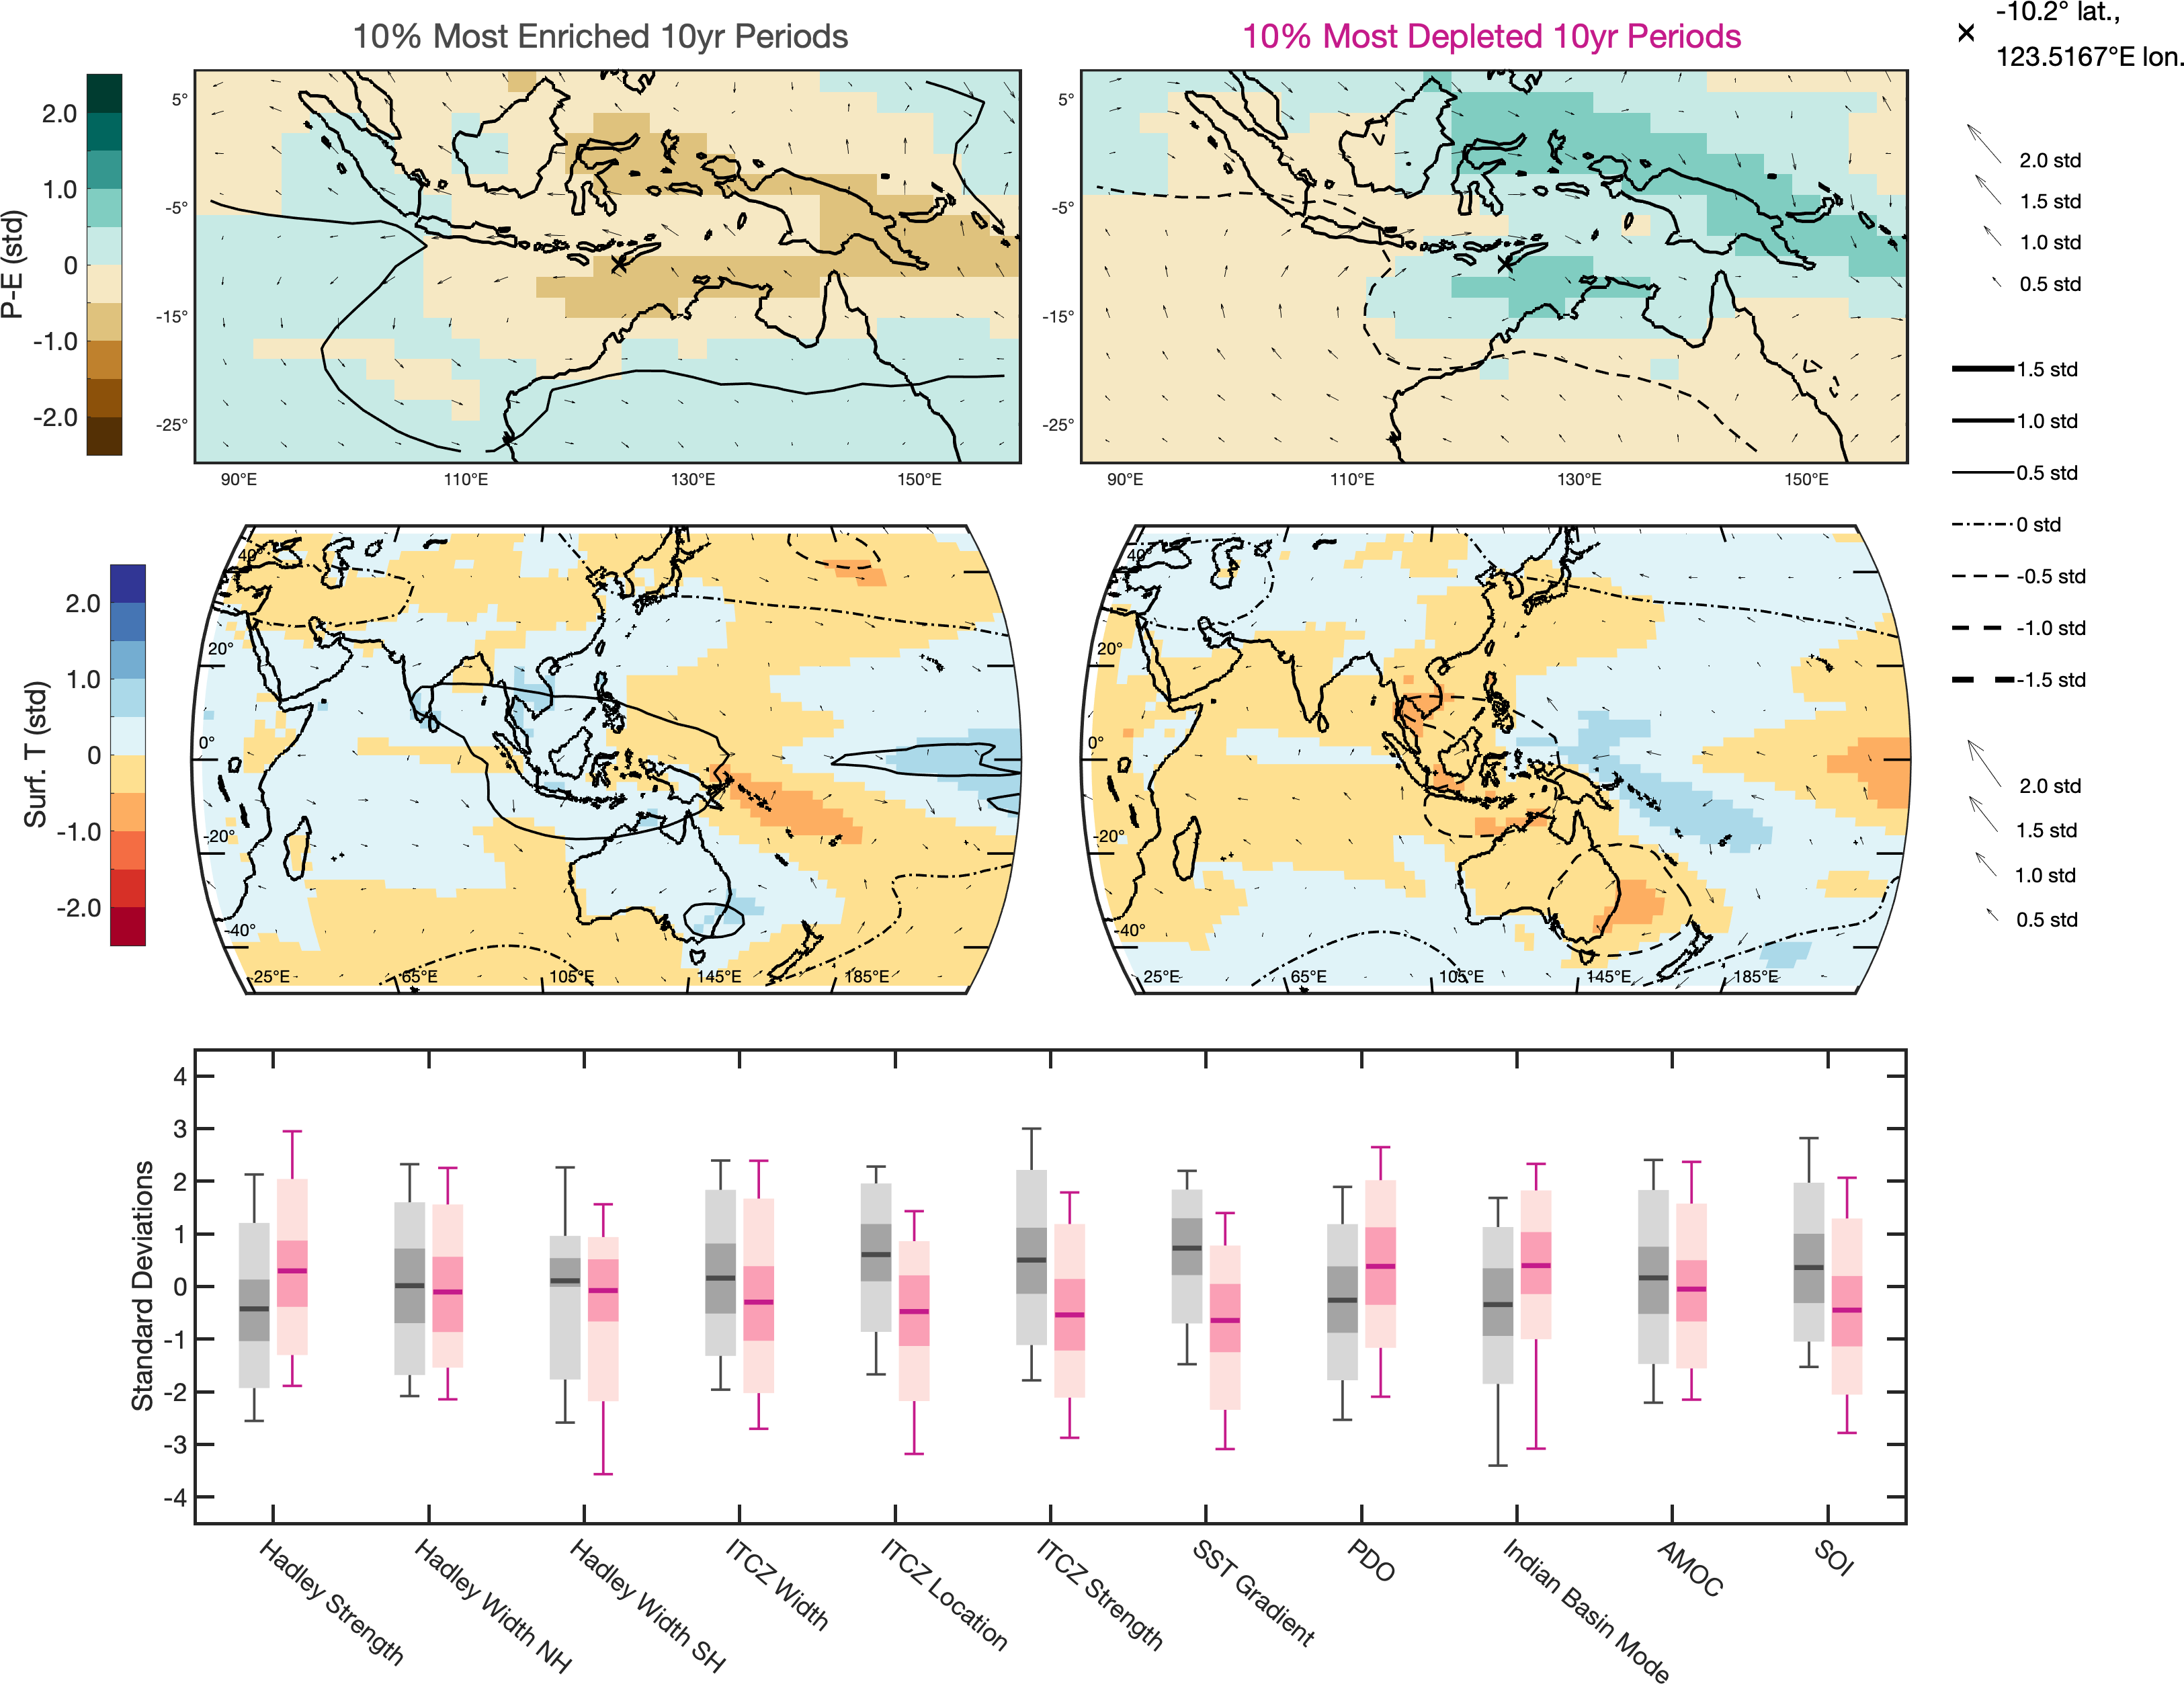 10% Most Enriched 10yr Periods
10% Most Depleted 10yr Periods
-10.2° lat.,
123.5167°E lon.
P-E (std)
2.0
1.0
0
-1.0
-2.0
5°
-5°
-15°
-25°
90°E
110°E
130°E
150°E
5°
-5°
-15°
-25°
90°E
110°E
130°E
150°E
2.0 std
1.5 std
1.0 std
0.5 std
1.5 std
1.0 std
0.5 std
0 std
-0.5 std
-1.0 std
-1.5 std
Surf. T (std)
2.0
1.0
0
-1.0
-2.0
40°
20°
0°
-20°
-40°
25°E
65°E
105°E
145°E
185°E
40°
20°
0°
-20°
-40°
25°E
65°E
105°E
145°E
185°E
2.0 std
1.5 std
1.0 std
0.5 std
Standard Deviations
4
3
2
1
0
-1
-2
-3
-4
Hadley Strength
Hadley Width NH
Hadley Width SH
ITCZ Width
ITCZ Location
ITCZ Strength
SST Gradient
PDO
Indian Basin Mode
AMOC
SOI